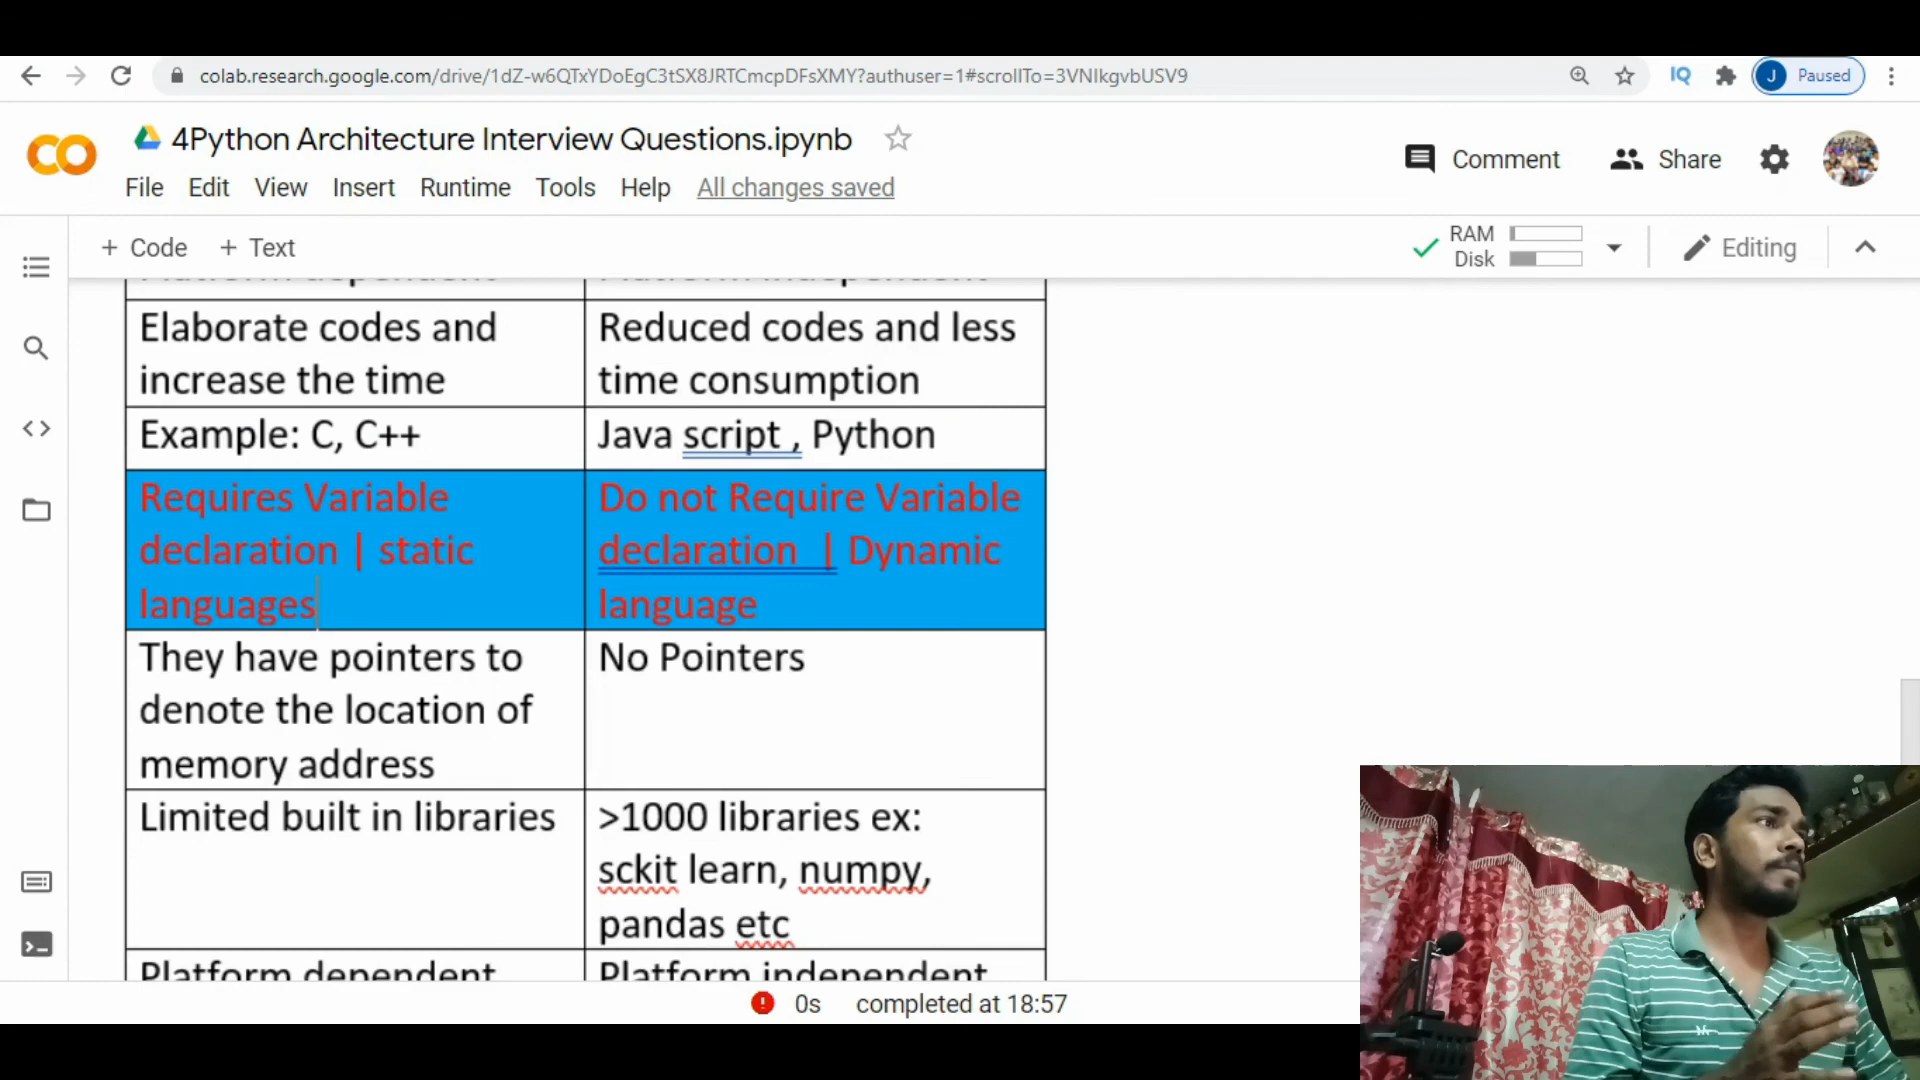 colab.research.google.com/drive/1dZ-w6QTxYDoEgC3tSX8JRTCmcpDFsXMY?authuser=1#scrollTo=3VNIkgvbUSV9
IQ
J Paused
CO
4Python Architecture Interview Questions.ipynb
Comment
Share
File Edit View Insert Runtime Tools Help All changes saved
+ Code + Text
RAM
Disk
Editing
Platform dependent Platform independent
Elaborate codes and
increase the time
Reduced codes and less
time consumption
Example: C, C++
Java script , Python
Requires Variable
declaration | static
languages
Do not Require Variable
declaration | Dynamic
language
They have pointers to
denote the location of
memory address
No Pointers
Limited built in libraries
>1000 libraries ex:
sckit learn, numpy,
pandas etc
Platform dependent
Platform independent
0s completed at 18:57